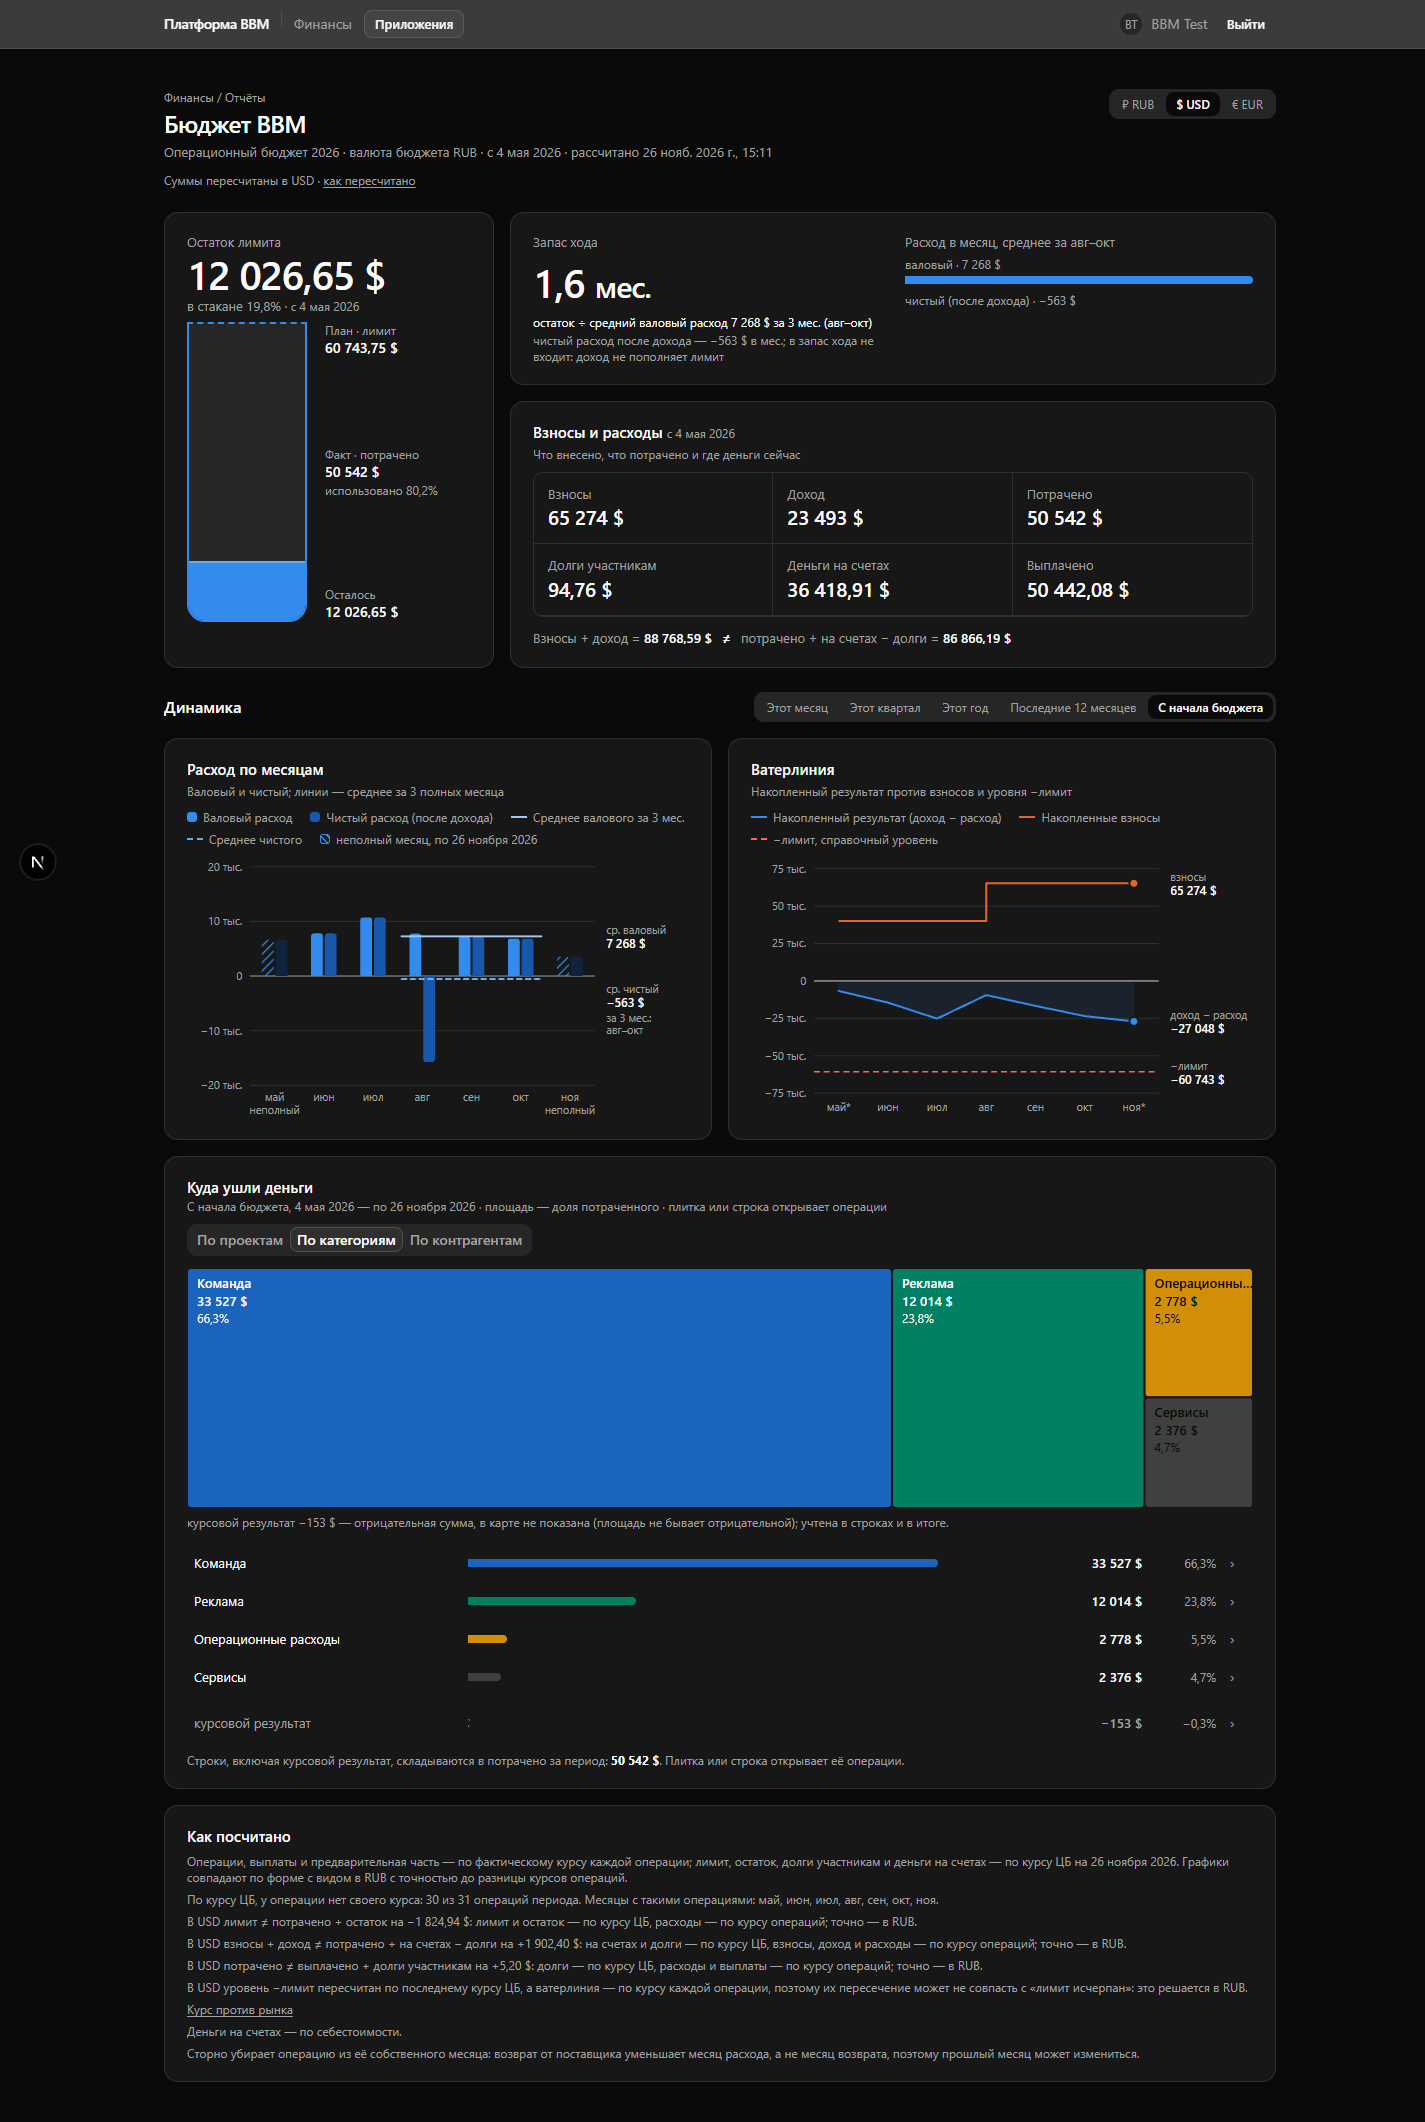 Платформа BBM
Финансы
Приложения
BT
BBM Test
Выйти
Финансы / Отчёты
Бюджет BBM
₽ RUB
$ USD
€ EUR
Операционный бюджет 2026 · валюта бюджета RUB · с 4 мая 2026 · рассчитано 26 нояб. 2026 г., 15:11
Суммы пересчитаны в USD · как пересчитано
Остаток лимита
12 026,65 $
в стакане 19,8% · с 4 мая 2026
План · лимит
60 743,75 $
Факт · потрачено
50 542 $
использовано 80,2%
Осталось
12 026,65 $
Запас хода
1,6 мес.
остаток ÷ средний валовый расход 7 268 $ за 3 мес. (авг–окт)
чистый расход после дохода — −563 $ в мес.; в запас хода не
входит: доход не пополняет лимит
Расход в месяц, среднее за авг–окт
валовый · 7 268 $
чистый (после дохода) · −563 $
Взносы и расходы с 4 мая 2026
Что внесено, что потрачено и где деньги сейчас
Взносы
65 274 $
Доход
23 493 $
Потрачено
50 542 $
Долги участникам
94,76 $
Деньги на счетах
36 418,91 $
Выплачено
50 442,08 $
Взносы + доход = 88 768,59 $ ≠ потрачено + на счетах − долги = 86 866,19 $
Динамика
Этот месяц
Этот квартал
Этот год
Последние 12 месяцев
С начала бюджета
Расход по месяцам
Валовый и чистый; линии — среднее за 3 полных месяца
Валовый расход
Чистый расход (после дохода)
Среднее валового за 3 мес.
Среднее чистого
неполный месяц, по 26 ноября 2026
20 тыс.
10 тыс.
0
−10 тыс.
−20 тыс.
ср. валовый
7 268 $
ср. чистый
−563 $
за 3 мес.:
авг–окт
май
неполный
июн
июл
авг
сен
окт
ноя
неполный
Ватерлиния
Накопленный результат против взносов и уровня −лимит
Накопленный результат (доход − расход)
Накопленные взносы
−лимит, справочный уровень
75 тыс.
50 тыс.
25 тыс.
0
−25 тыс.
−50 тыс.
−75 тыс.
взносы
65 274 $
доход − расход
−27 048 $
−лимит
−60 743 $
май*
июн
июл
авг
сен
окт
ноя*
N
Куда ушли деньги
С начала бюджета, 4 мая 2026 — по 26 ноября 2026 · площадь — доля потраченного · плитка или строка открывает операции
По проектам
По категориям
По контрагентам
Команда
33 527 $
66,3%
Реклама
12 014 $
23,8%
Операционны...
2 778 $
5,5%
Сервисы
2 376 $
4,7%
курсовой результат −153 $ — отрицательная сумма, в карте не показана (площадь не бывает отрицательной); учтена в строках и в итоге.
Команда 33 527 $ 66,3% ›
Реклама 12 014 $ 23,8% ›
Операционные расходы 2 778 $ 5,5% ›
Сервисы 2 376 $ 4,7% ›
курсовой результат −153 $ −0,3% ›
Строки, включая курсовой результат, складываются в потрачено за период: 50 542 $. Плитка или строка открывает её операции.
Как посчитано
Операции, выплаты и предварительная часть — по фактическому курсу каждой операции; лимит, остаток, долги участникам и деньги на счетах — по курсу ЦБ на 26 ноября 2026. Графики
совпадают по форме с видом в RUB с точностью до разницы курсов операций.
По курсу ЦБ, у операции нет своего курса: 30 из 31 операций периода. Месяцы с такими операциями: май, июн, июл, авг, сен, окт, ноя.
В USD лимит ≠ потрачено + остаток на −1 824,94 $: лимит и остаток — по курсу ЦБ, расходы — по курсу операций; точно — в RUB.
В USD взносы + доход ≠ потрачено + на счетах − долги на +1 902,40 $: на счетах и долги — по курсу ЦБ, взносы, доход и расходы — по курсу операций; точно — в RUB.
В USD потрачено ≠ выплачено + долги участникам на +5,20 $: долги — по курсу ЦБ, расходы и выплаты — по курсу операций; точно — в RUB.
В USD уровень −лимит пересчитан по последнему курсу ЦБ, а ватерлиния — по курсу каждой операции, поэтому их пересечение может не совпасть с «лимит исчерпан»: это решается в RUB.
Курс против рынка
Деньги на счетах — по себестоимости.
Сторно убирает операцию из её собственного месяца: возврат от поставщика уменьшает месяц расхода, а не месяц возврата, поэтому прошлый месяц может измениться.